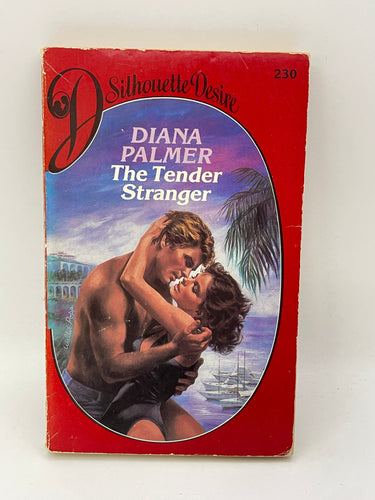 D Silhouette Desire
230
DIANA
PALMER
The Tender
Stranger